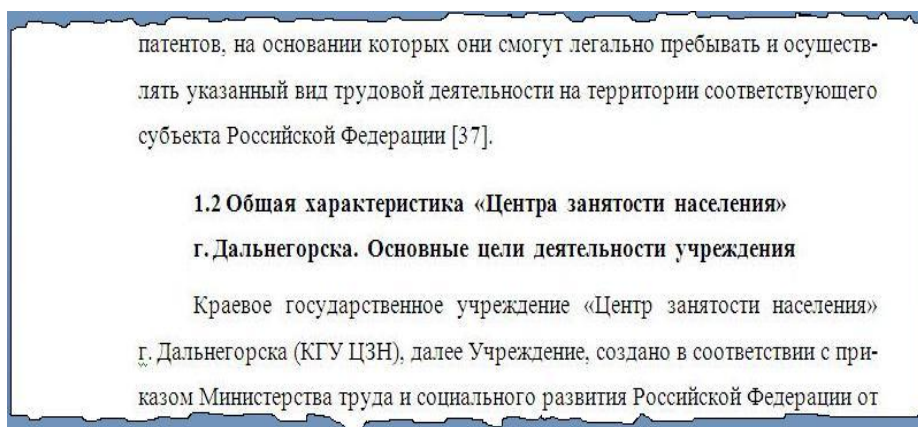 патентов, на основании которых они смогут легально пребывать и осуществ-
лять указанный вид трудовой деятельности на территории соответствующего
субъекта Российской Федерации [37].
1.2 Общая характеристика «Центра занятости населения»
г. Дальнегорска. Основные цели деятельности учреждения
Краевое государственное учреждение «Центр занятости населения»
г. Дальнегорска (КГУ ЦЗН), далее Учреждение, создано в соответствии с при-
казом Министерства труда и социального развития Российской Федерации от